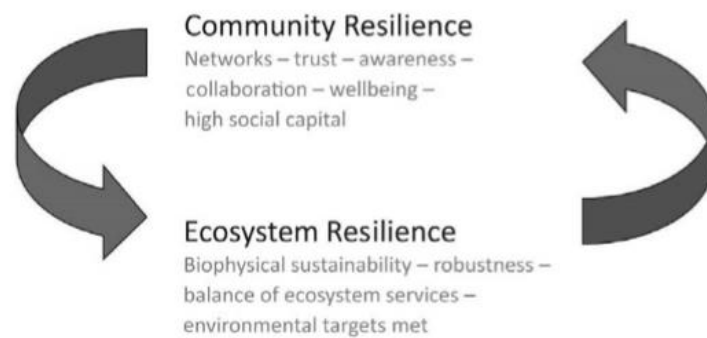 Community Resilience
Networks – trust – awareness –
collaboration – wellbeing –
high social capital
Ecosystem Resilience
Biophysical sustainability – robustness –
balance of ecosystem services –
environmental targets met